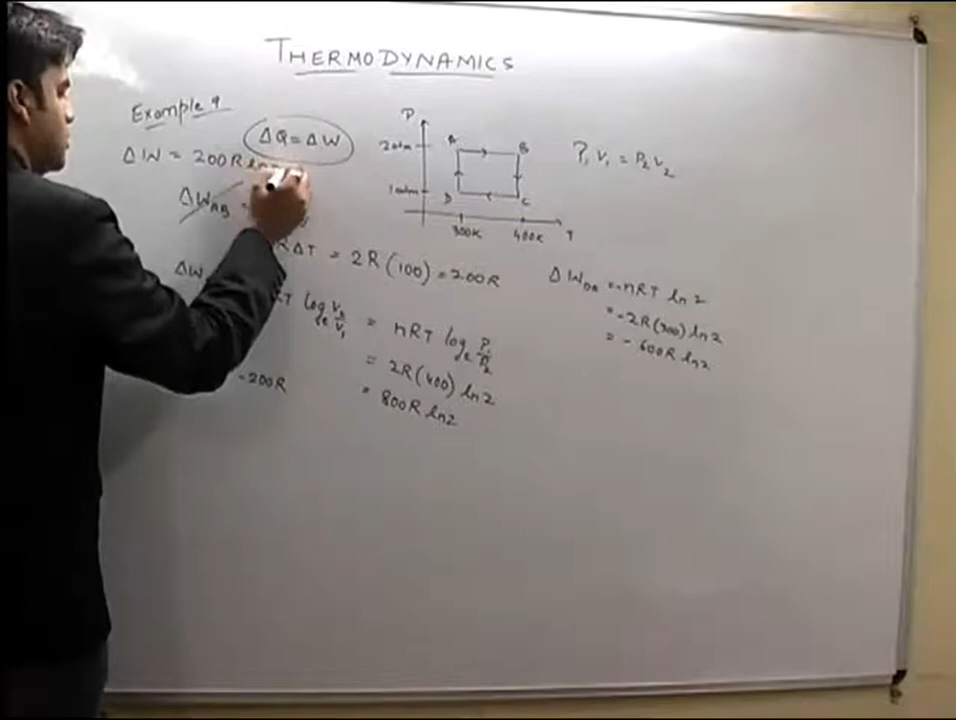 THERMODYNAMICS
Example 9
ΔQ = ΔW
ΔW = 200R ln
ΔW_AB =
RΔT = 2R(100) = 200R
ΔW
T log_e V₂/V₁ = nRT log_e P₁/P₂
= 2R(400) ln2
= 800R ln2
-200R
P
2atm
1atm
A
B
D
C
300K
400K
T
P₁V₁ = P₂V₂
ΔW_DA = -nRT ln 2
= -2R(300) ln 2
= -600R ln2